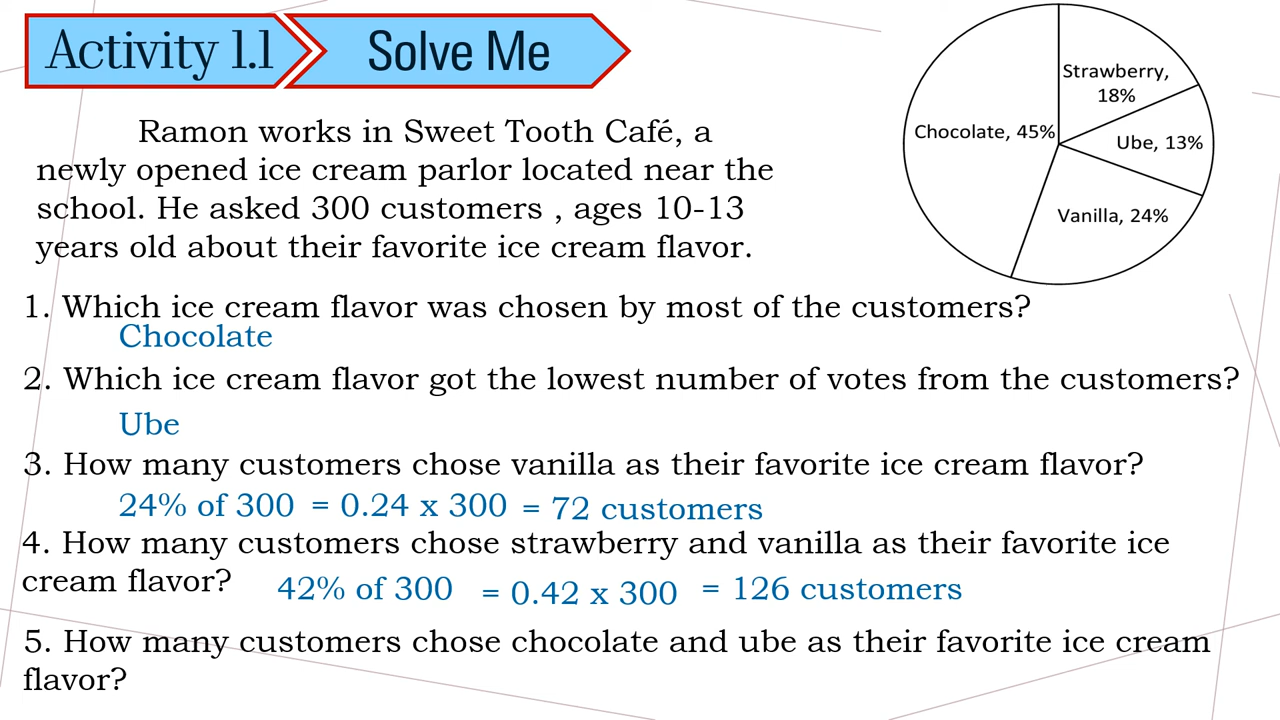 Activity 1.1 Solve Me
Strawberry,
18%
Chocolate, 45%
Ube, 13%
Vanilla, 24%
Ramon works in Sweet Tooth Café, a
newly opened ice cream parlor located near the
school. He asked 300 customers , ages 10-13
years old about their favorite ice cream flavor.
1. Which ice cream flavor was chosen by most of the customers?
Chocolate
2. Which ice cream flavor got the lowest number of votes from the customers?
Ube
3. How many customers chose vanilla as their favorite ice cream flavor?
24% of 300 = 0.24 x 300 = 72 customers
4. How many customers chose strawberry and vanilla as their favorite ice
cream flavor? 42% of 300 = 0.42 x 300 = 126 customers
5. How many customers chose chocolate and ube as their favorite ice cream
flavor?